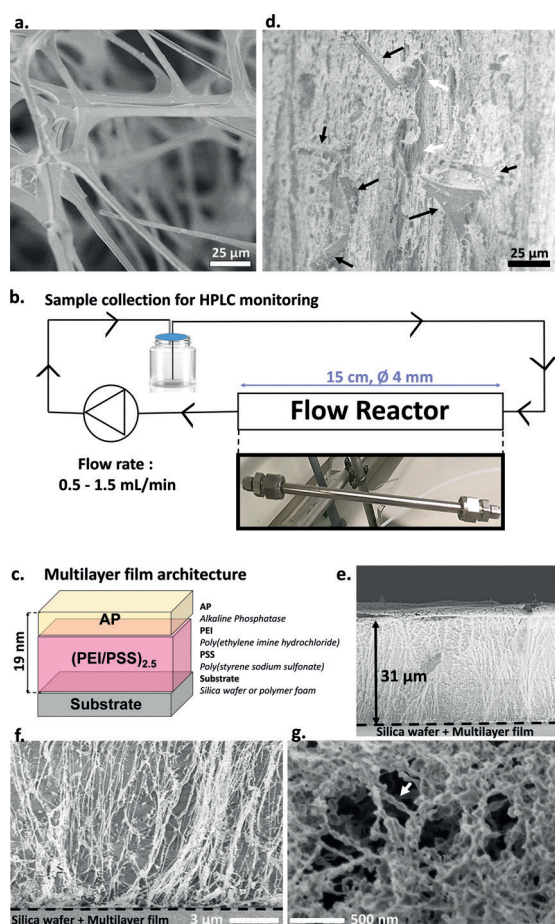 a.
25 µm
d.
25 µm
b.
Sample collection for HPLC monitoring
15 cm, Ø 4 mm
Flow Reactor
Flow rate :
0.5 - 1.5 mL/min
c.
Multilayer film architecture
19 nm
AP
(PEI/PSS)2.5
Substrate
AP
Alkaline Phosphatase
PEI
Poly(ethylene imine hydrochloride)
PSS
Poly(styrene sodium sulfonate)
Substrate
Silica wafer or polymer foam
e.
31 µm
Silica wafer + Multilayer film
f.
Silica wafer + Multilayer film
3 µm
g.
500 nm